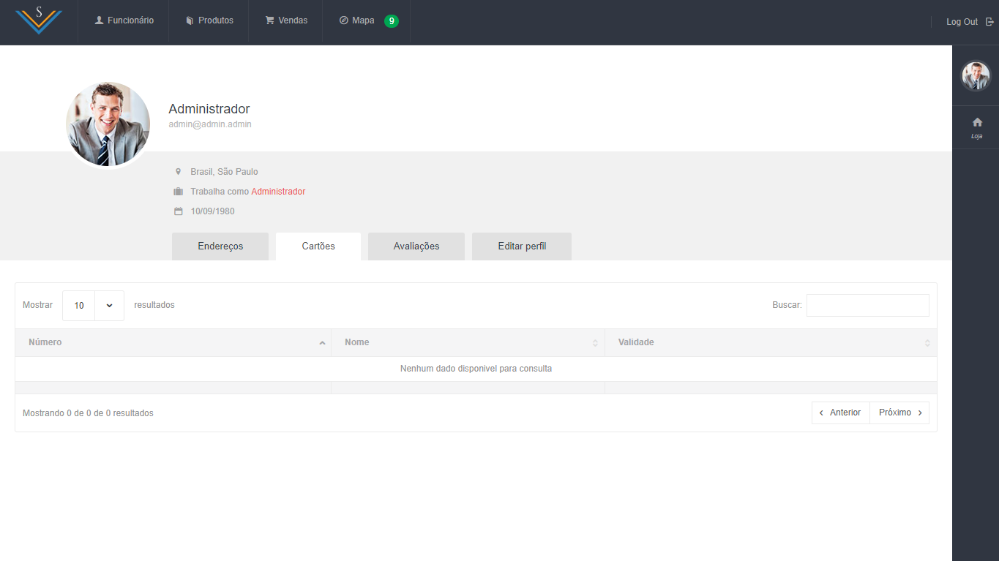 S
Funcionário Produtos Vendas Mapa 9 Log Out
Administrador
admin@admin.admin
Loja
Brasil, São Paulo
Trabalha como Administrador
10/09/1980
Endereços Cartões Avaliações Editar perfil
Mostrar 10 resultados Buscar:
Número Nome Validade
Nenhum dado disponivel para consulta
Mostrando 0 de 0 de 0 resultados Anterior Próximo